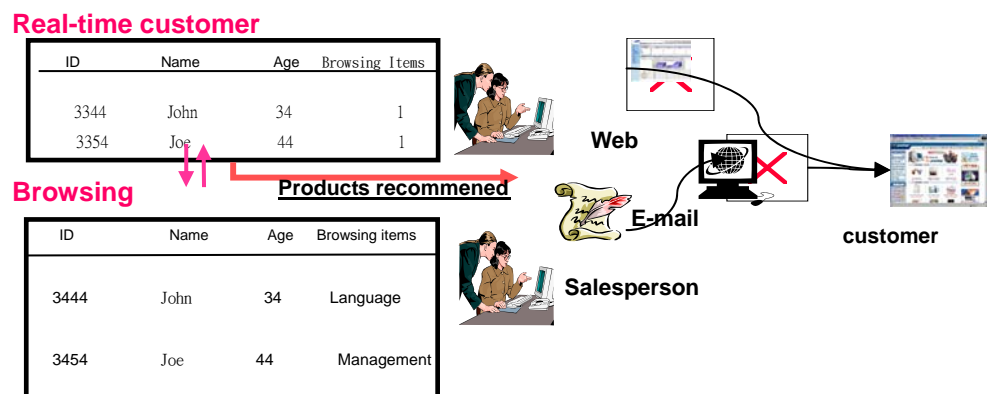 Real-time customer
ID Name Age Browsing Items
3344 John 34 1
3354 Joe 44 1
Products recommened
Browsing
ID Name Age Browsing items
3444 John 34 Language
3454 Joe 44 Management
Web
E-mail
Salesperson
customer